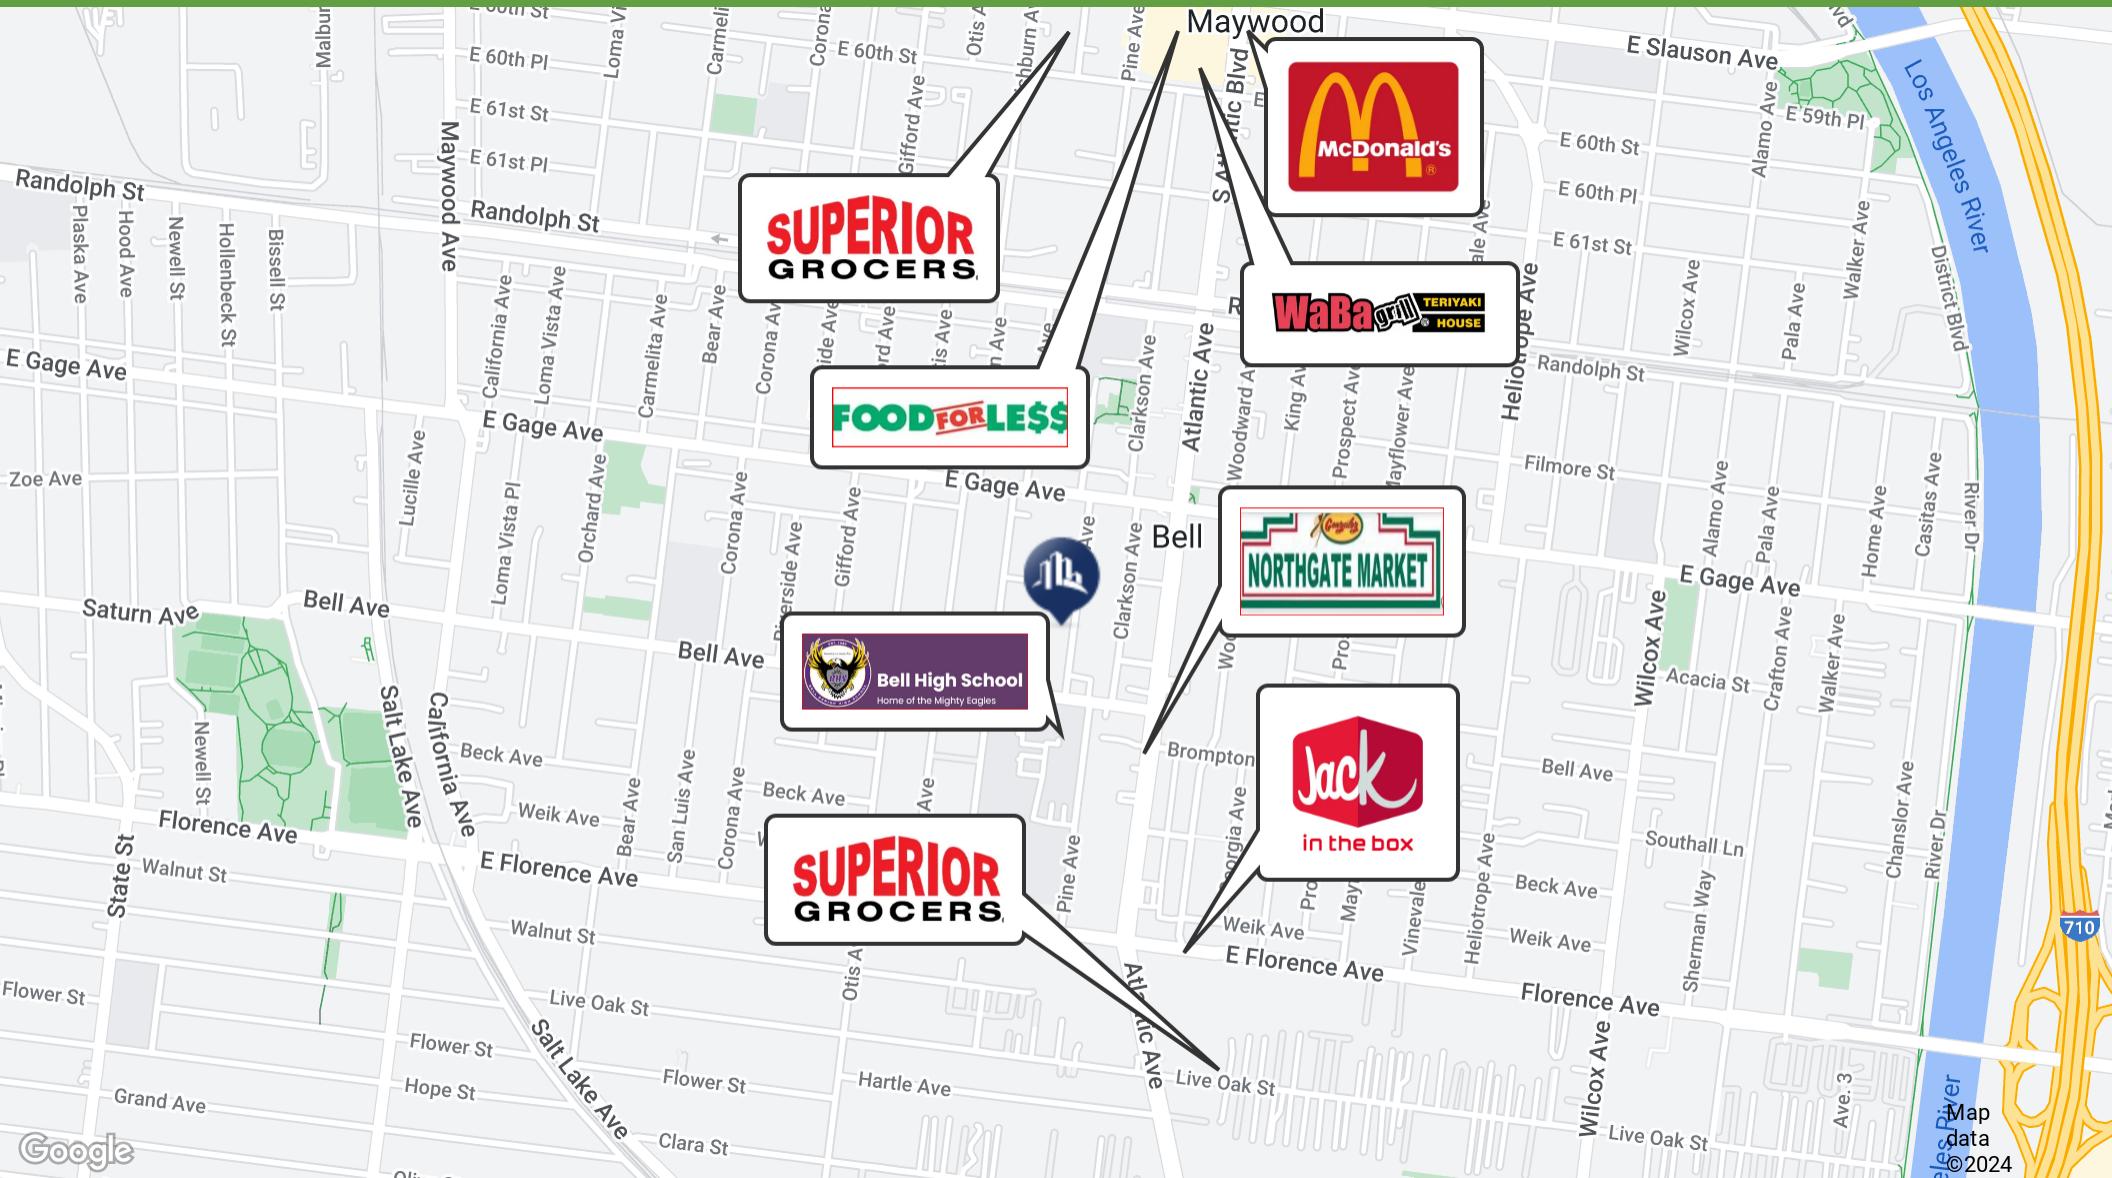 Maywood
E 60th St
E 60th Pl
E 61st St
E 61st Pl
E Slauson Ave
E 59th Pl
E 60th St
E 60th Pl
E 61st St
Los Angeles River
District Blvd
Alamo Ave
Walker Ave
Pine Ave
Gifford Ave
Maywood Ave
Randolph St
Randolph St
Randolph St
McDonald's
SUPERIOR
GROCERS
WaBa grill TERIYAKI
HOUSE
FOOD FOR LE$$
Plaska Ave
Hood Ave
Newell St
Hollenbeck St
Bissell St
California Ave
Loma Vista Ave
Carmelita Ave
Bear Ave
Clarkson Ave
Atlantic Ave
Wilcox Ave
Pala Ave
E Gage Ave
E Gage Ave
E Gage Ave
Zoe Ave
Filmore St
Lucille Ave
Loma Vista Pl
Orchard Ave
Corona Ave
Gifford Ave
Clarkson Ave
Bell
Gonzalez
NORTHGATE MARKET
Alamo Ave
Pala Ave
Home Ave
Casitas Ave
River Dr
E Gage Ave
Saturn Ave
Bell Ave
Bell Ave
Bell High School
Home of the Mighty Eagles
Wilcox Ave
Acacia St
Crafton Ave
Walker Ave
Salt Lake Ave
California Ave
Newell St
Beck Ave
Weik Ave
Beck Ave
Brompton
Jack
in the box
Bell Ave
Southall Ln
Beck Ave
Weik Ave
Chanslor Ave
River Dr
Florence Ave
State St
Walnut St
E Florence Ave
Bear Ave
San Luis Ave
Corona Ave
SUPERIOR
GROCERS
Pine Ave
Weik Ave
E Florence Ave
Heliotrope Ave
Sherman Way
710
Walnut St
Flower St
Live Oak St
Florence Ave
Salt Lake Ave
Flower St
Hope St
Flower St
Hartle Ave
Live Oak St
Wilcox Ave
Grand Ave
Clara St
Live Oak St
Ave. 3
Google
Map
data
©2024